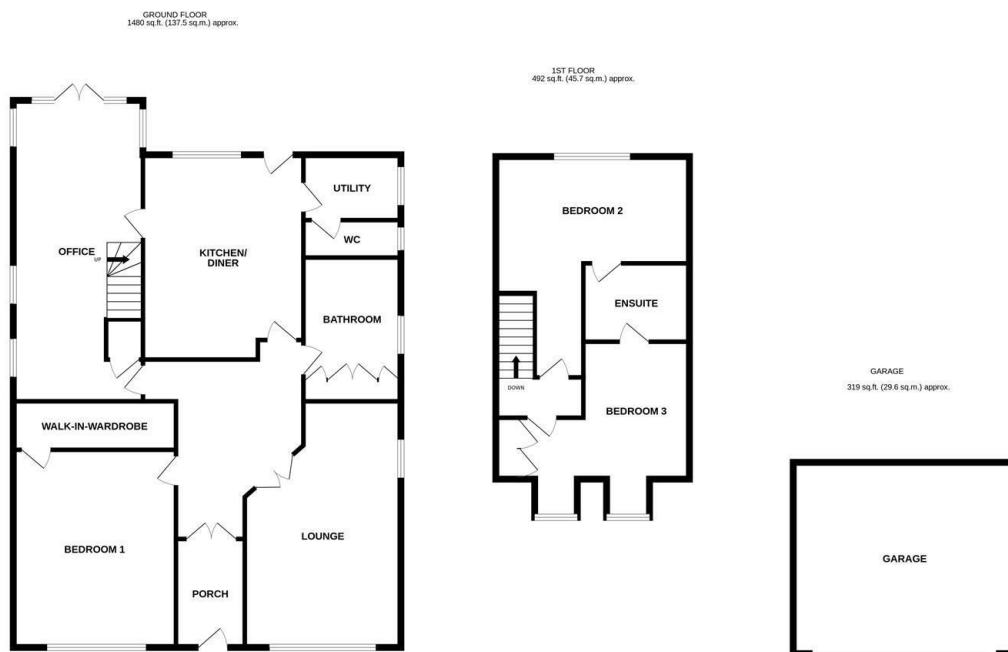 GROUND FLOOR
1480 sq.ft. (137.5 sq.m.) approx.
1ST FLOOR
492 sq.ft. (45.7 sq.m.) approx.
UTILITY
WC
OFFICE
UP
KITCHEN/
DINER
BATHROOM
WALK-IN-WARDROBE
BEDROOM 1
LOUNGE
PORCH
BEDROOM 2
ENSUITE
DOWN
BEDROOM 3
GARAGE
319 sq.ft. (29.6 sq.m.) approx.
GARAGE